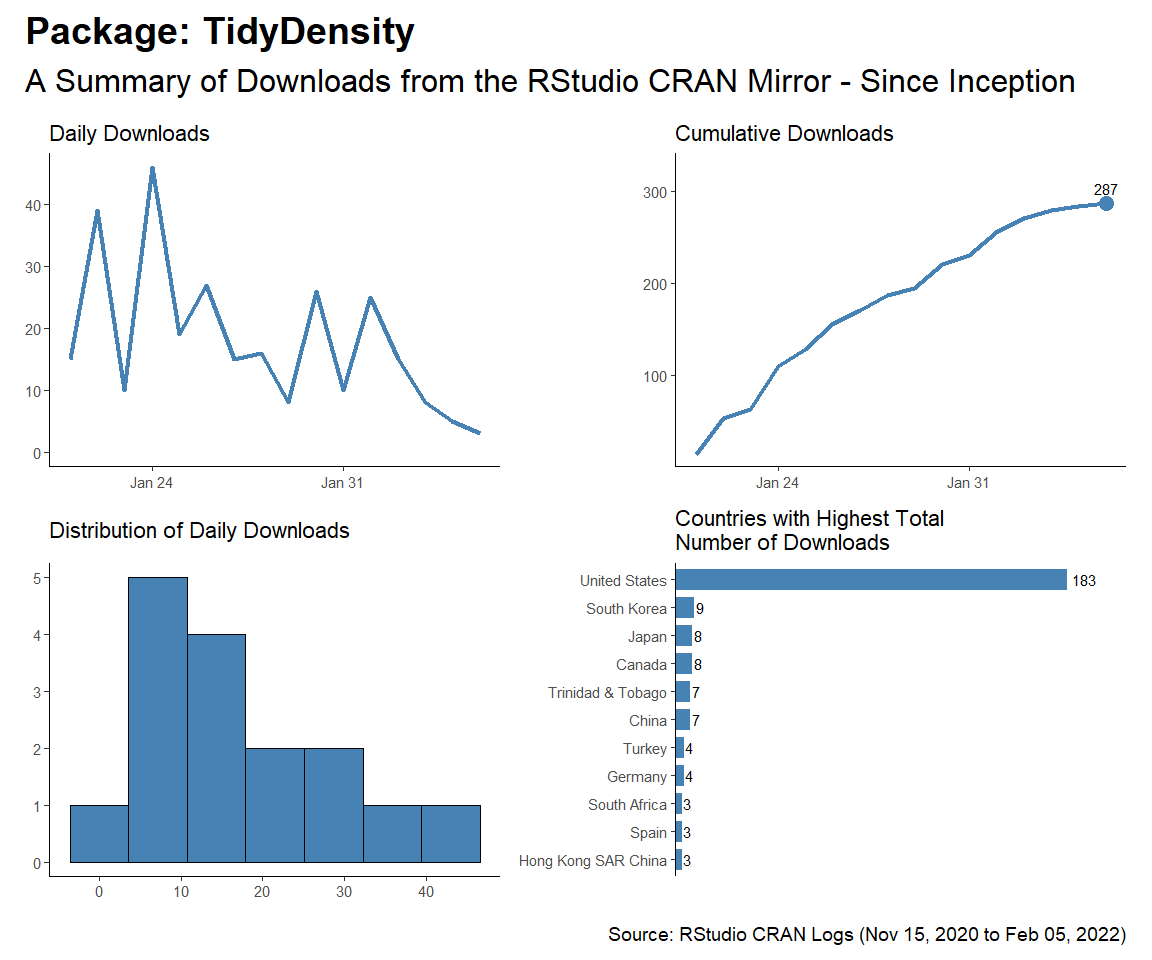 Package: TidyDensity
A Summary of Downloads from the RStudio CRAN Mirror - Since Inception
Daily Downloads
40
30
20
10
0
Jan 24
Jan 31
Cumulative Downloads
300
200
100
287
Jan 24
Jan 31
Distribution of Daily Downloads
5
4
3
2
1
0
0
10
20
30
40
Countries with Highest Total
Number of Downloads
United States 183
South Korea 9
Japan 8
Canada 8
Trinidad & Tobago 7
China 7
Turkey 4
Germany 4
South Africa 3
Spain 3
Hong Kong SAR China 3
Source: RStudio CRAN Logs (Nov 15, 2020 to Feb 05, 2022)